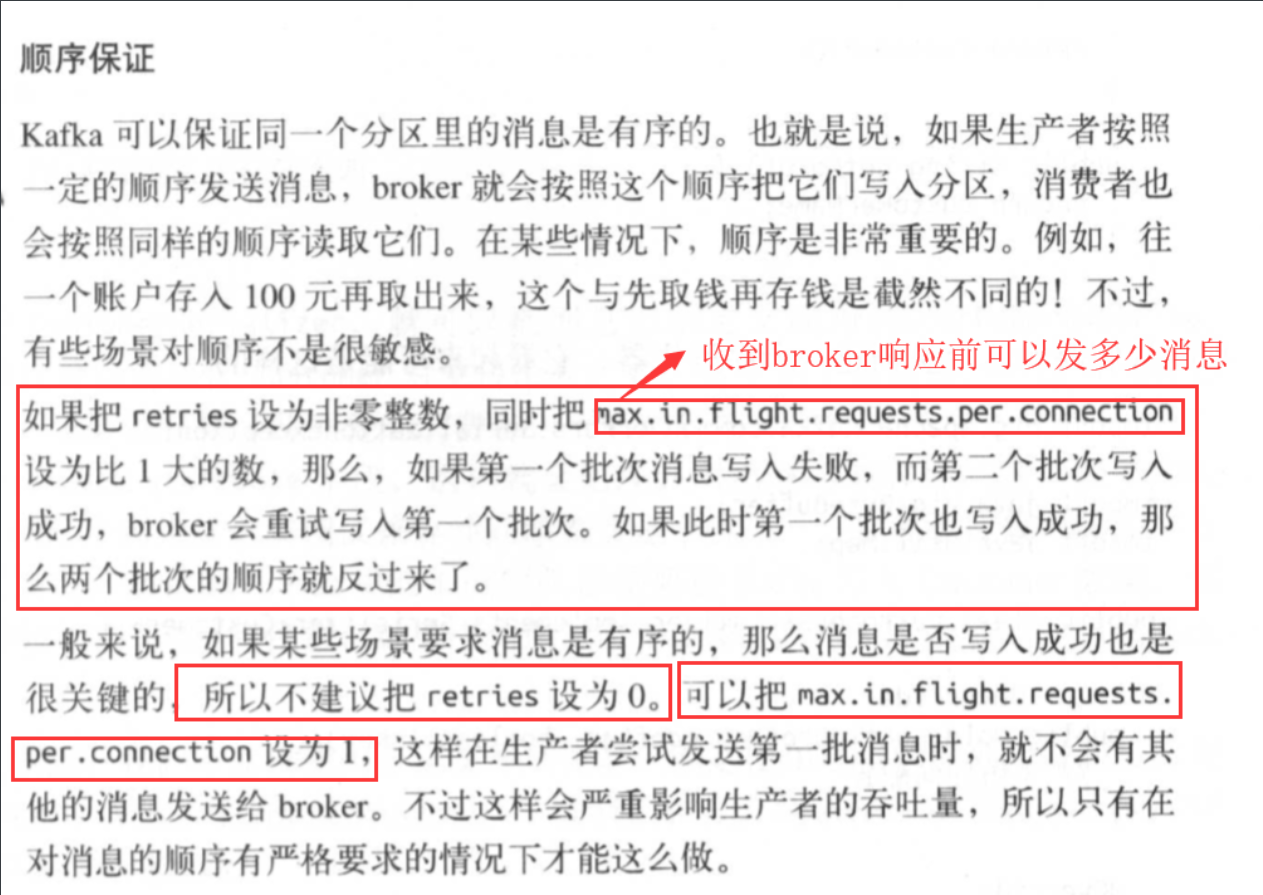 顺序保证
Kafka 可以保证同一个分区里的消息是有序的。也就是说，如果生产者按照
一定的顺序发送消息，broker 就会按照这个顺序把它们写入分区，消费者也
会按照同样的顺序读取它们。在某些情况下，顺序是非常重要的。例如，往
一个账户存入 100 元再取出来，这个与先取钱再存钱是截然不同的！不过，
有些场景对顺序不是很敏感。
收到broker响应前可以发多少消息
如果把 retries 设为非零整数，同时把 max.in.flight.requests.per.connection
设为比 1 大的数，那么，如果第一个批次消息写入失败，而第二个批次写入
成功，broker 会重试写入第一个批次。如果此时第一个批次也写入成功，那
么两个批次的顺序就反过来了。
一般来说，如果某些场景要求消息是有序的，那么消息是否写入成功也是
很关键的，所以不建议把 retries 设为 0。可以把 max.in.flight.requests.
per.connection 设为 1，这样在生产者尝试发送第一批消息时，就不会有其
他的消息发送给 broker。不过这样会严重影响生产者的吞吐量，所以只有在
对消息的顺序有严格要求的情况下才能这么做。